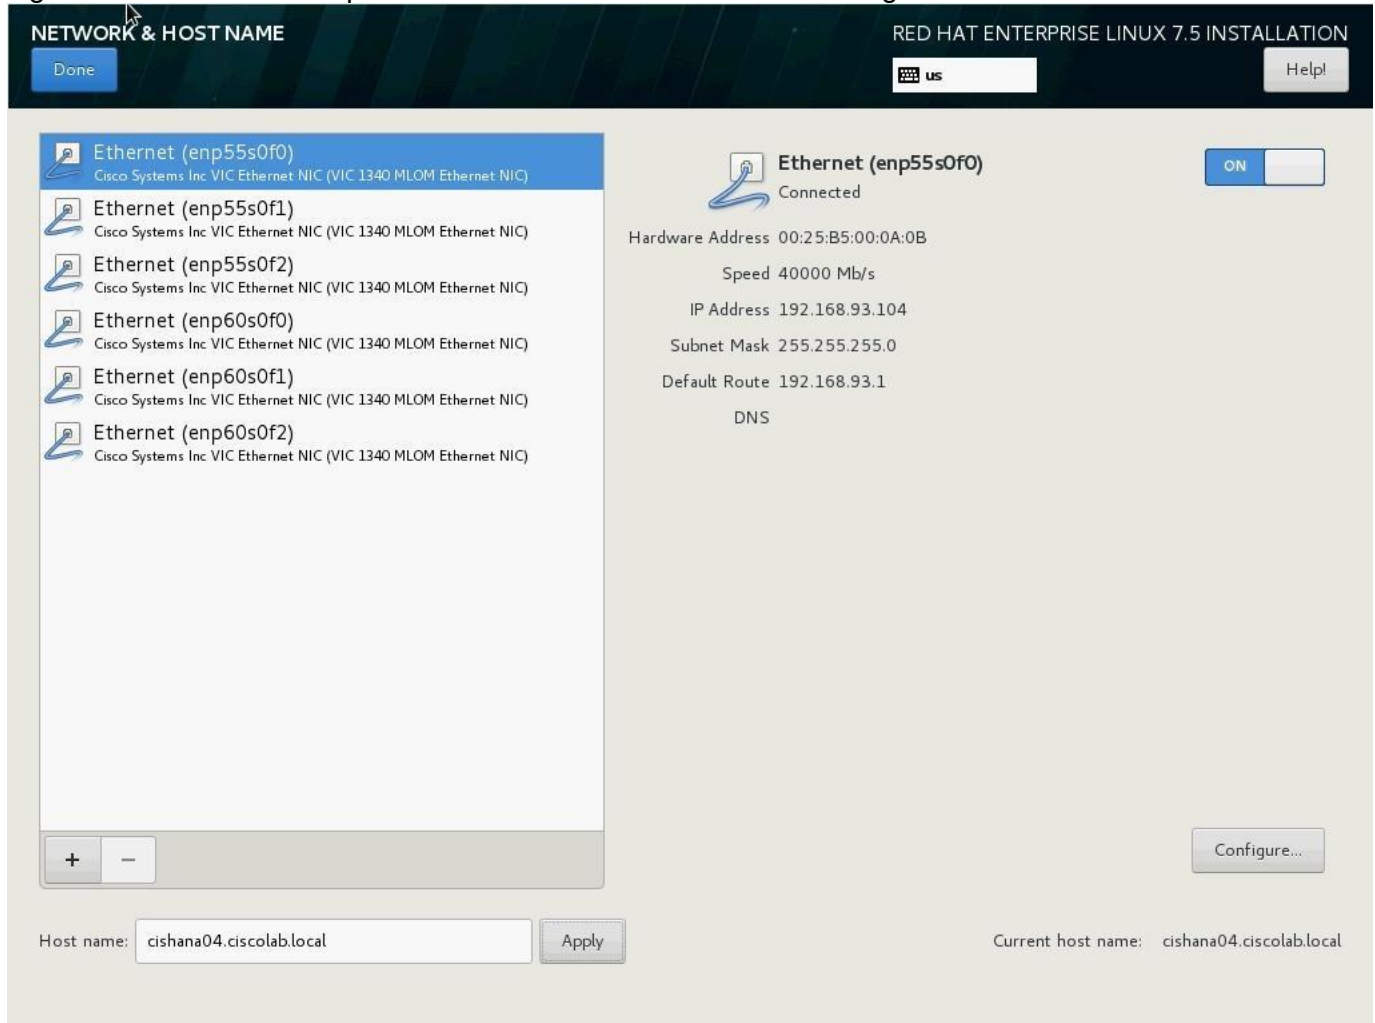 NETWORK & HOST NAME
RED HAT ENTERPRISE LINUX 7.5 INSTALLATION
Done
us
Help!
Ethernet (enp55s0f0)
Cisco Systems Inc VIC Ethernet NIC (VIC 1340 MLOM Ethernet NIC)
Ethernet (enp55s0f1)
Cisco Systems Inc VIC Ethernet NIC (VIC 1340 MLOM Ethernet NIC)
Ethernet (enp55s0f2)
Cisco Systems Inc VIC Ethernet NIC (VIC 1340 MLOM Ethernet NIC)
Ethernet (enp60s0f0)
Cisco Systems Inc VIC Ethernet NIC (VIC 1340 MLOM Ethernet NIC)
Ethernet (enp60s0f1)
Cisco Systems Inc VIC Ethernet NIC (VIC 1340 MLOM Ethernet NIC)
Ethernet (enp60s0f2)
Cisco Systems Inc VIC Ethernet NIC (VIC 1340 MLOM Ethernet NIC)
Ethernet (enp55s0f0)
Connected
ON
Hardware Address 00:25:B5:00:0A:0B
Speed 40000 Mb/s
IP Address 192.168.93.104
Subnet Mask 255.255.255.0
Default Route 192.168.93.1
DNS
+ −
Configure...
Host name: cishana04.ciscolab.local Apply
Current host name: cishana04.ciscolab.local